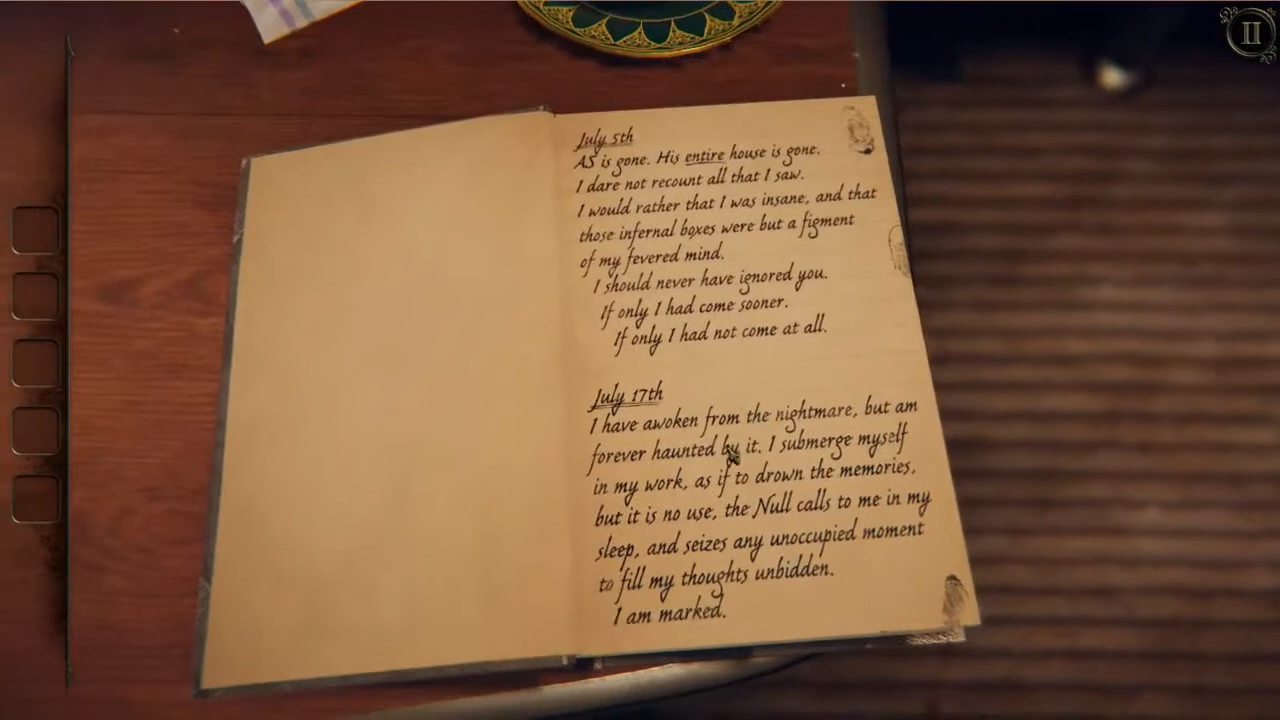 July 5th
AS is gone. His entire house is gone.
I dare not recount all that I saw.
I would rather that I was insane, and that
those infernal boxes were but a figment
of my fevered mind.
I should never have ignored you.
If only I had come sooner.
If only I had not come at all.
July 17th
I have awoken from the nightmare, but am
forever haunted by it. I submerge myself
in my work, as if to drown the memories,
but it is no use, the Null calls to me in my
sleep, and seizes any unoccupied moment
to fill my thoughts unbidden.
I am marked.